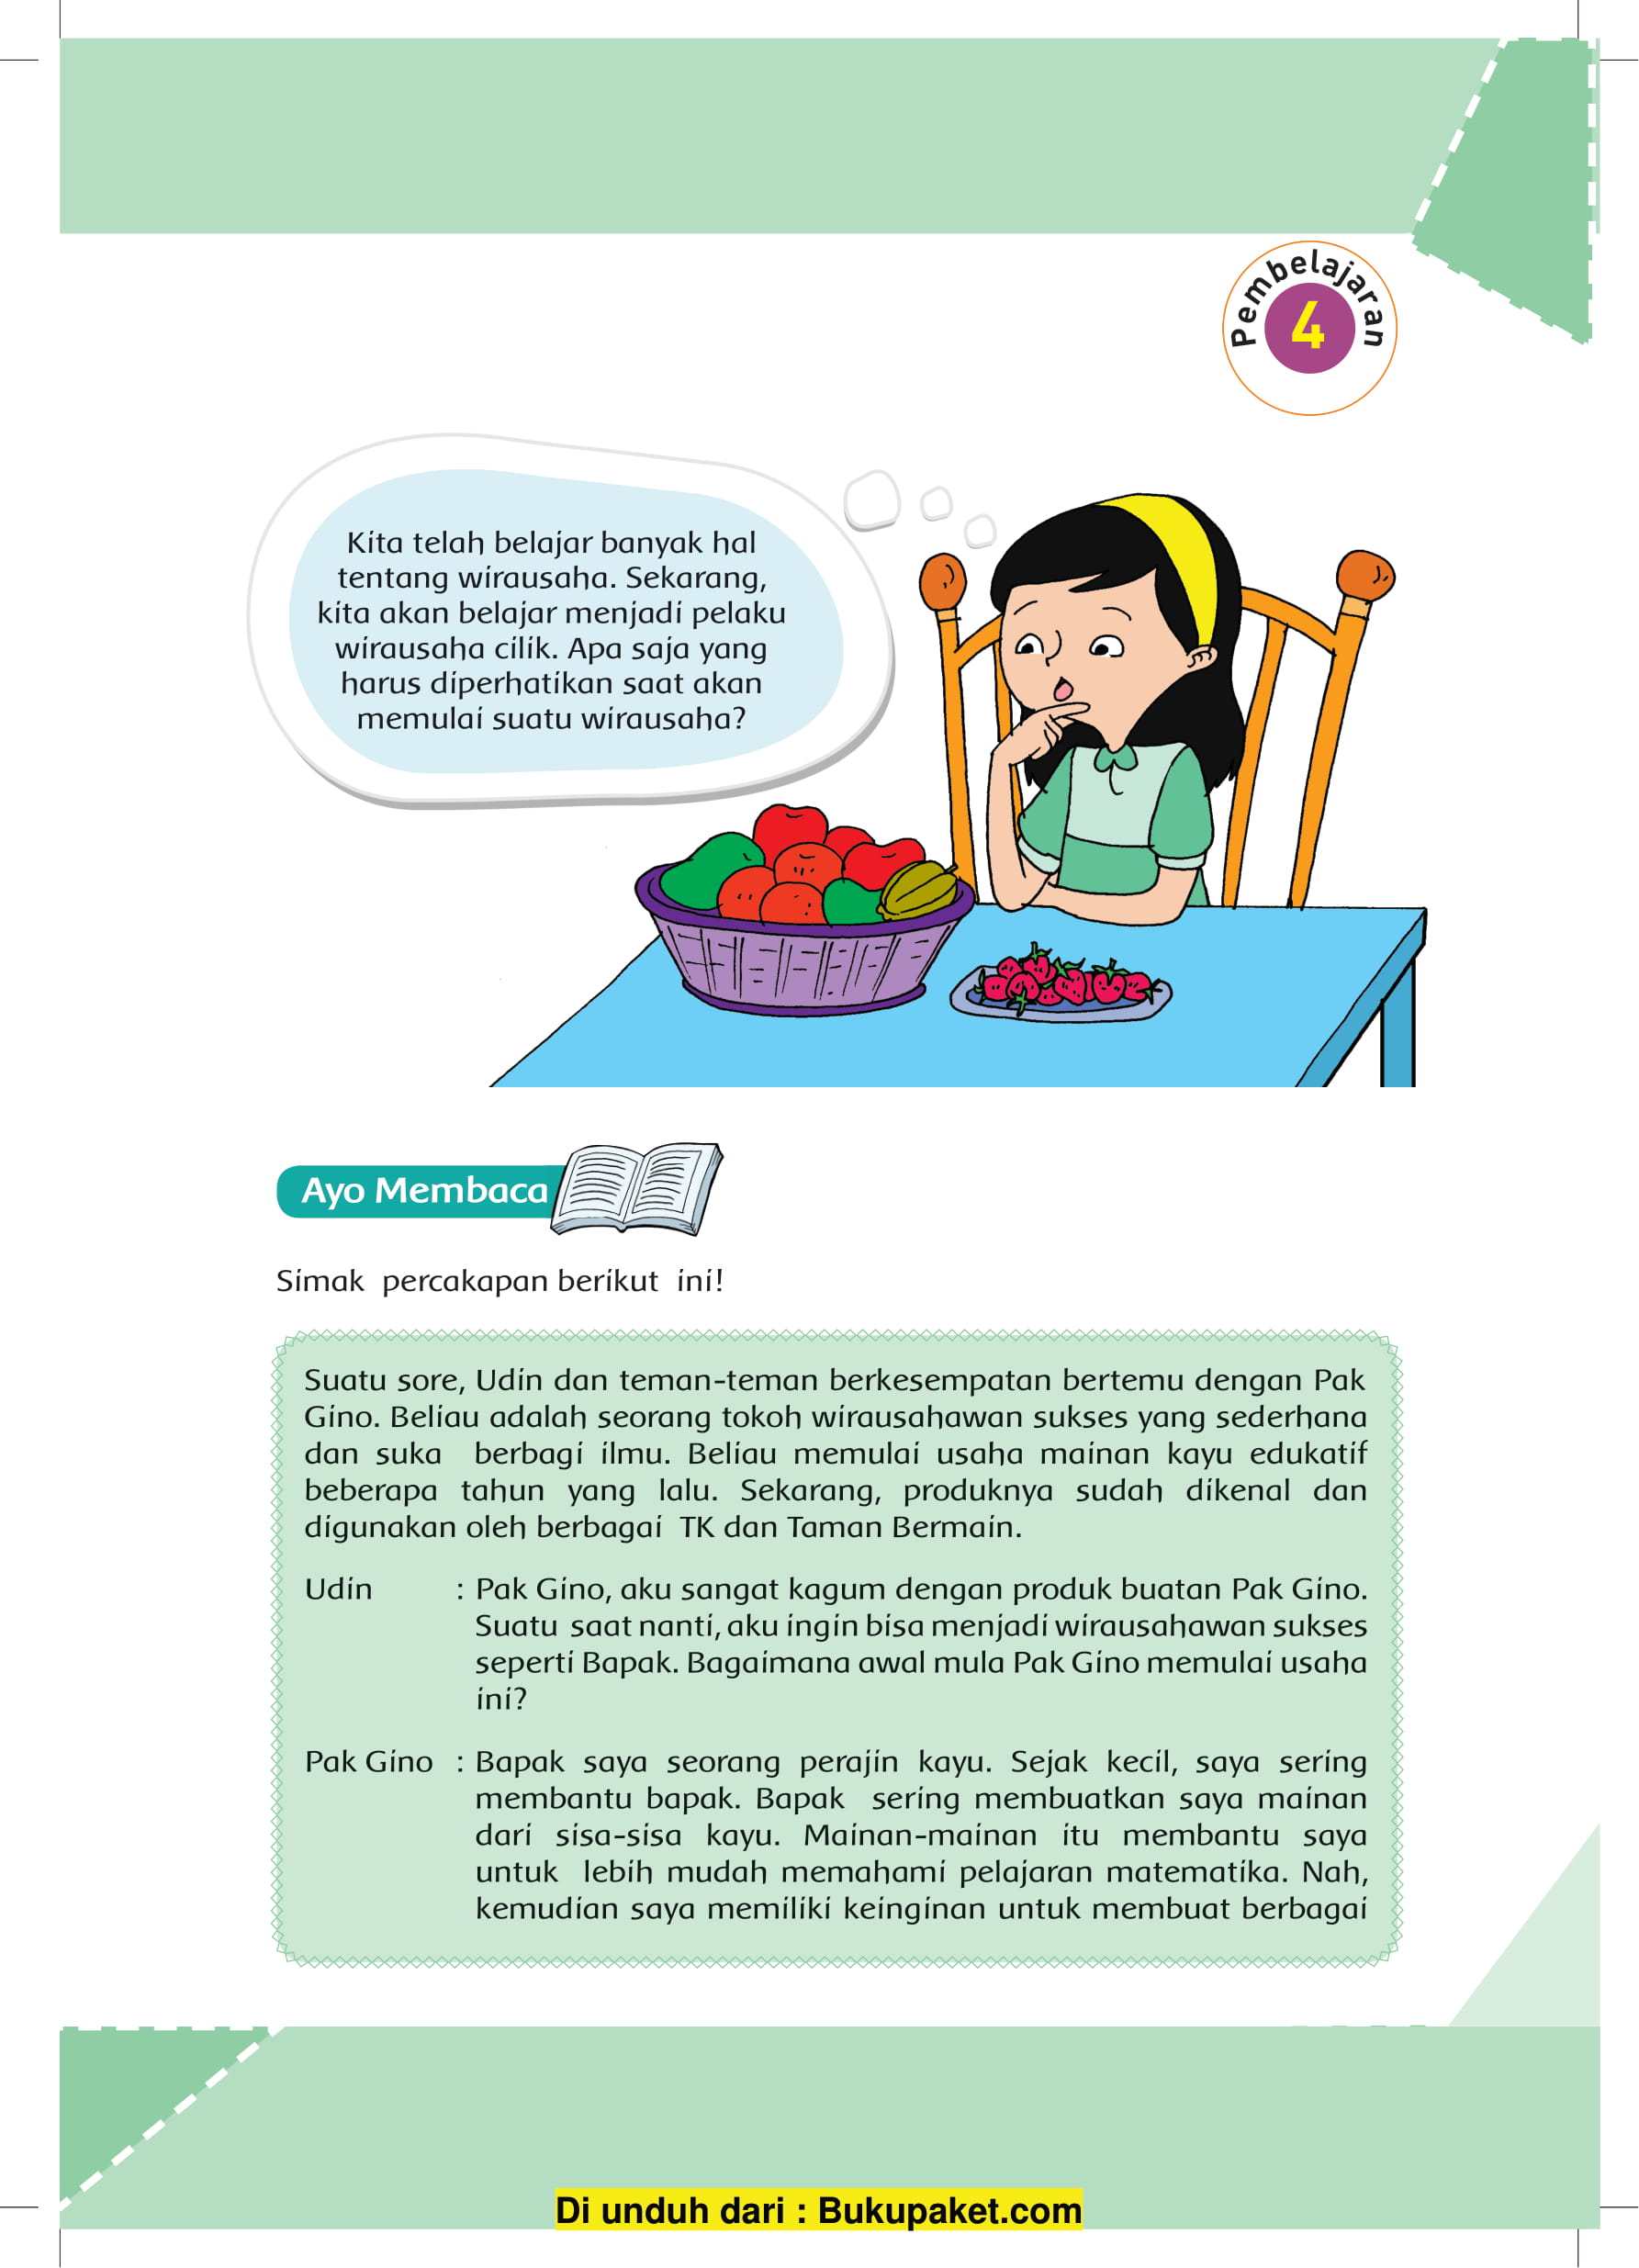 Pembelajaran
4
Kita telah belajar banyak hal
tentang wirausaha. Sekarang,
kita akan belajar menjadi pelaku
wirausaha cilik. Apa saja yang
harus diperhatikan saat akan
memulai suatu wirausaha?
Ayo Membaca
Simak percakapan berikut ini!
Suatu sore, Udin dan teman-teman berkesempatan bertemu dengan Pak
Gino. Beliau adalah seorang tokoh wirausahawan sukses yang sederhana
dan suka berbagi ilmu. Beliau memulai usaha mainan kayu edukatif
beberapa tahun yang lalu. Sekarang, produknya sudah dikenal dan
digunakan oleh berbagai TK dan Taman Bermain.
Udin : Pak Gino, aku sangat kagum dengan produk buatan Pak Gino.
Suatu saat nanti, aku ingin bisa menjadi wirausahawan sukses
seperti Bapak. Bagaimana awal mula Pak Gino memulai usaha
ini?
Pak Gino : Bapak saya seorang perajin kayu. Sejak kecil, saya sering
membantu bapak. Bapak sering membuatkan saya mainan
dari sisa-sisa kayu. Mainan-mainan itu membantu saya
untuk lebih mudah memahami pelajaran matematika. Nah,
kemudian saya memiliki keinginan untuk membuat berbagai
Di unduh dari : Bukupaket.com